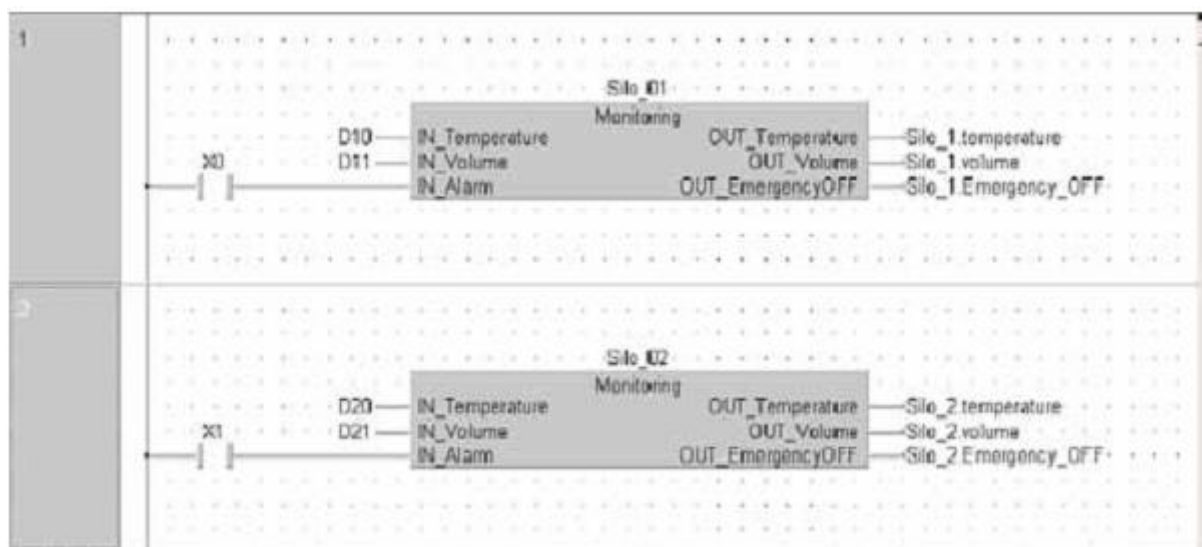 1
Silo_01
Monitoring
D10 IN_Temperature OUT_Temperature Silo_1.temperature
X0 D11 IN_Volume OUT_Volume Silo_1.volume
IN_Alarm OUT_EmergencyOFF Silo_1.Emergency_OFF
2
Silo_02
Monitoring
D20 IN_Temperature OUT_Temperature Silo_2.temperature
X1 D21 IN_Volume OUT_Volume Silo_2.volume
IN_Alarm OUT_EmergencyOFF Silo_2.Emergency_OFF